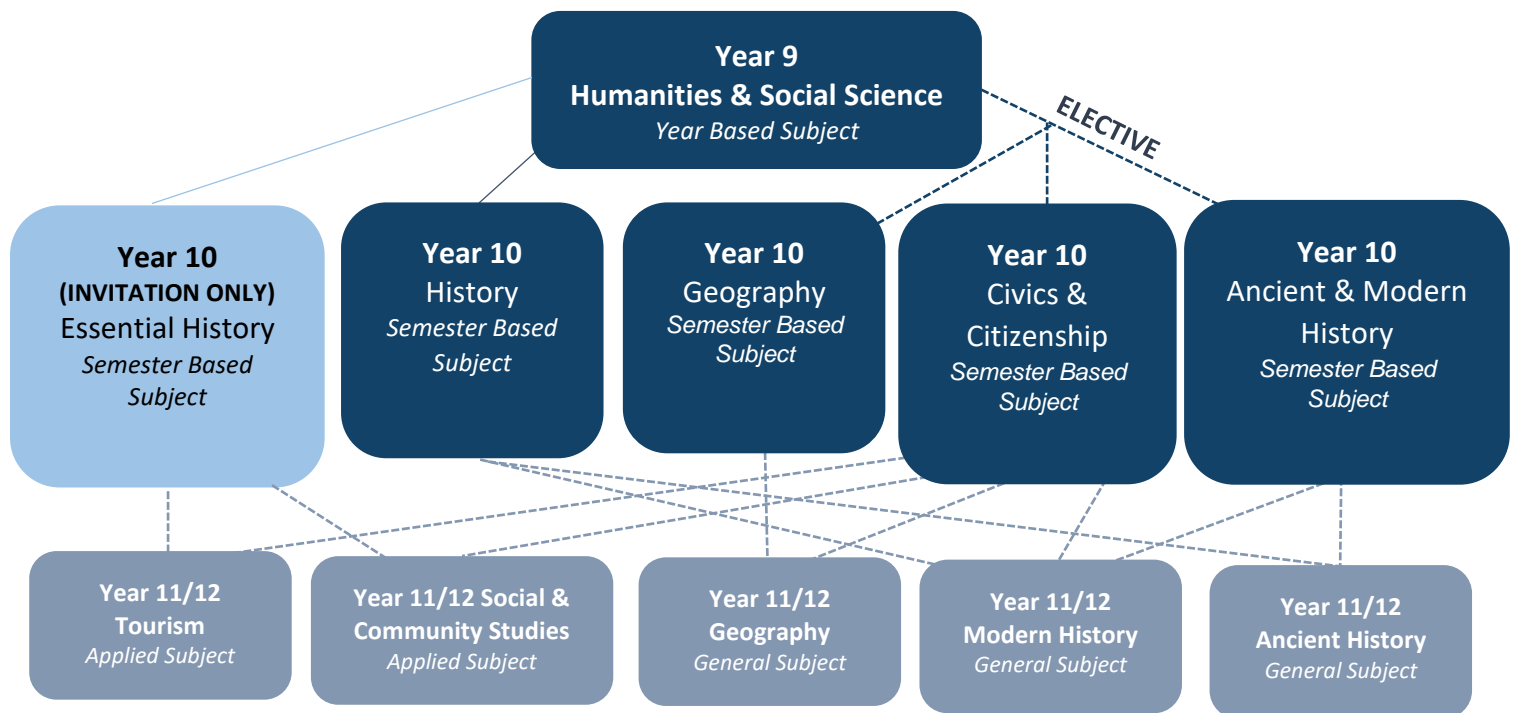 Year 9
Humanities & Social Science
Year Based Subject
ELECTIVE
Year 10
(INVITATION ONLY)
Essential History
Semester Based
Subject
Year 10
History
Semester Based
Subject
Year 10
Geography
Semester Based
Subject
Year 10
Civics &
Citizenship
Semester Based
Subject
Year 10
Ancient & Modern
History
Semester Based
Subject
Year 11/12
Tourism
Applied Subject
Year 11/12 Social &
Community Studies
Applied Subject
Year 11/12
Geography
General Subject
Year 11/12
Modern History
General Subject
Year 11/12
Ancient History
General Subject